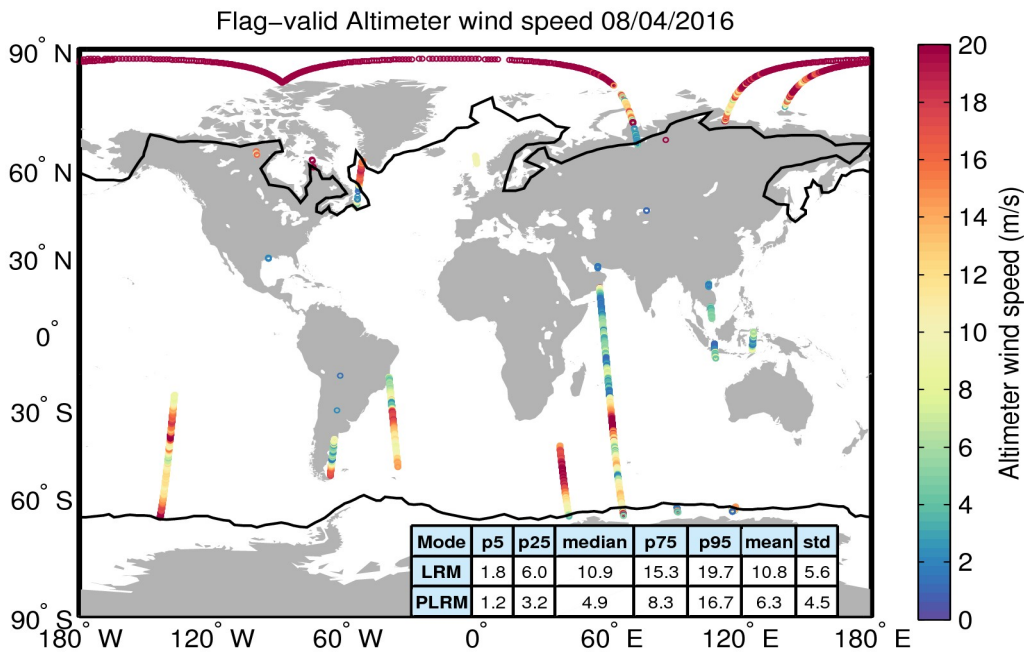 Flag−valid Altimeter wind speed 08/04/2016
90° N
60° N
30° N
0°
30° S
60° S
90° S
180° W
120° W
60° W
0°
60° E
120° E
180° E
Mode p5 p25 median p75 p95 mean std
LRM 1.8 6.0 10.9 15.3 19.7 10.8 5.6
PLRM 1.2 3.2 4.9 8.3 16.7 6.3 4.5
20
18
16
14
12
10
8
6
4
2
0
Altimeter wind speed (m/s)